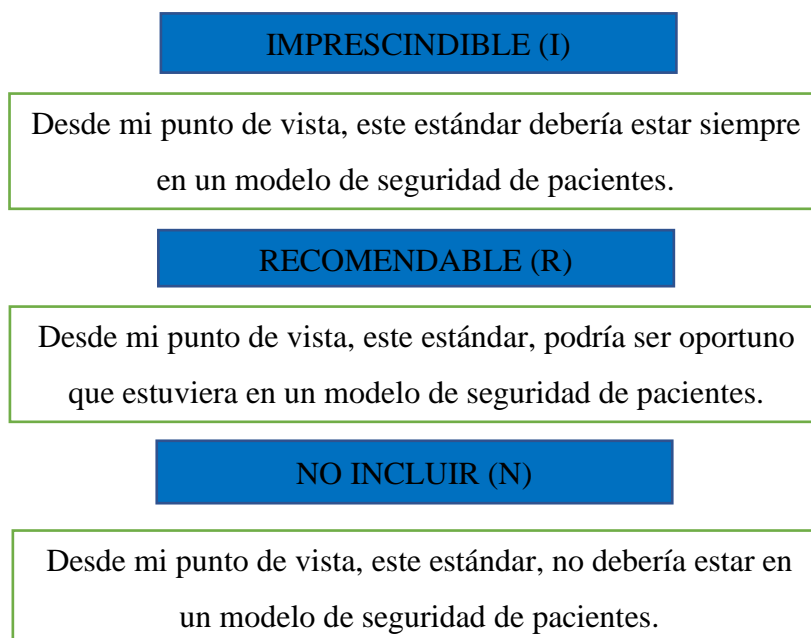 IMPRESCINDIBLE (I)
Desde mi punto de vista, este estándar debería estar siempre
en un modelo de seguridad de pacientes.
RECOMENDABLE (R)
Desde mi punto de vista, este estándar, podría ser oportuno
que estuviera en un modelo de seguridad de pacientes.
NO INCLUIR (N)
Desde mi punto de vista, este estándar, no debería estar en
un modelo de seguridad de pacientes.